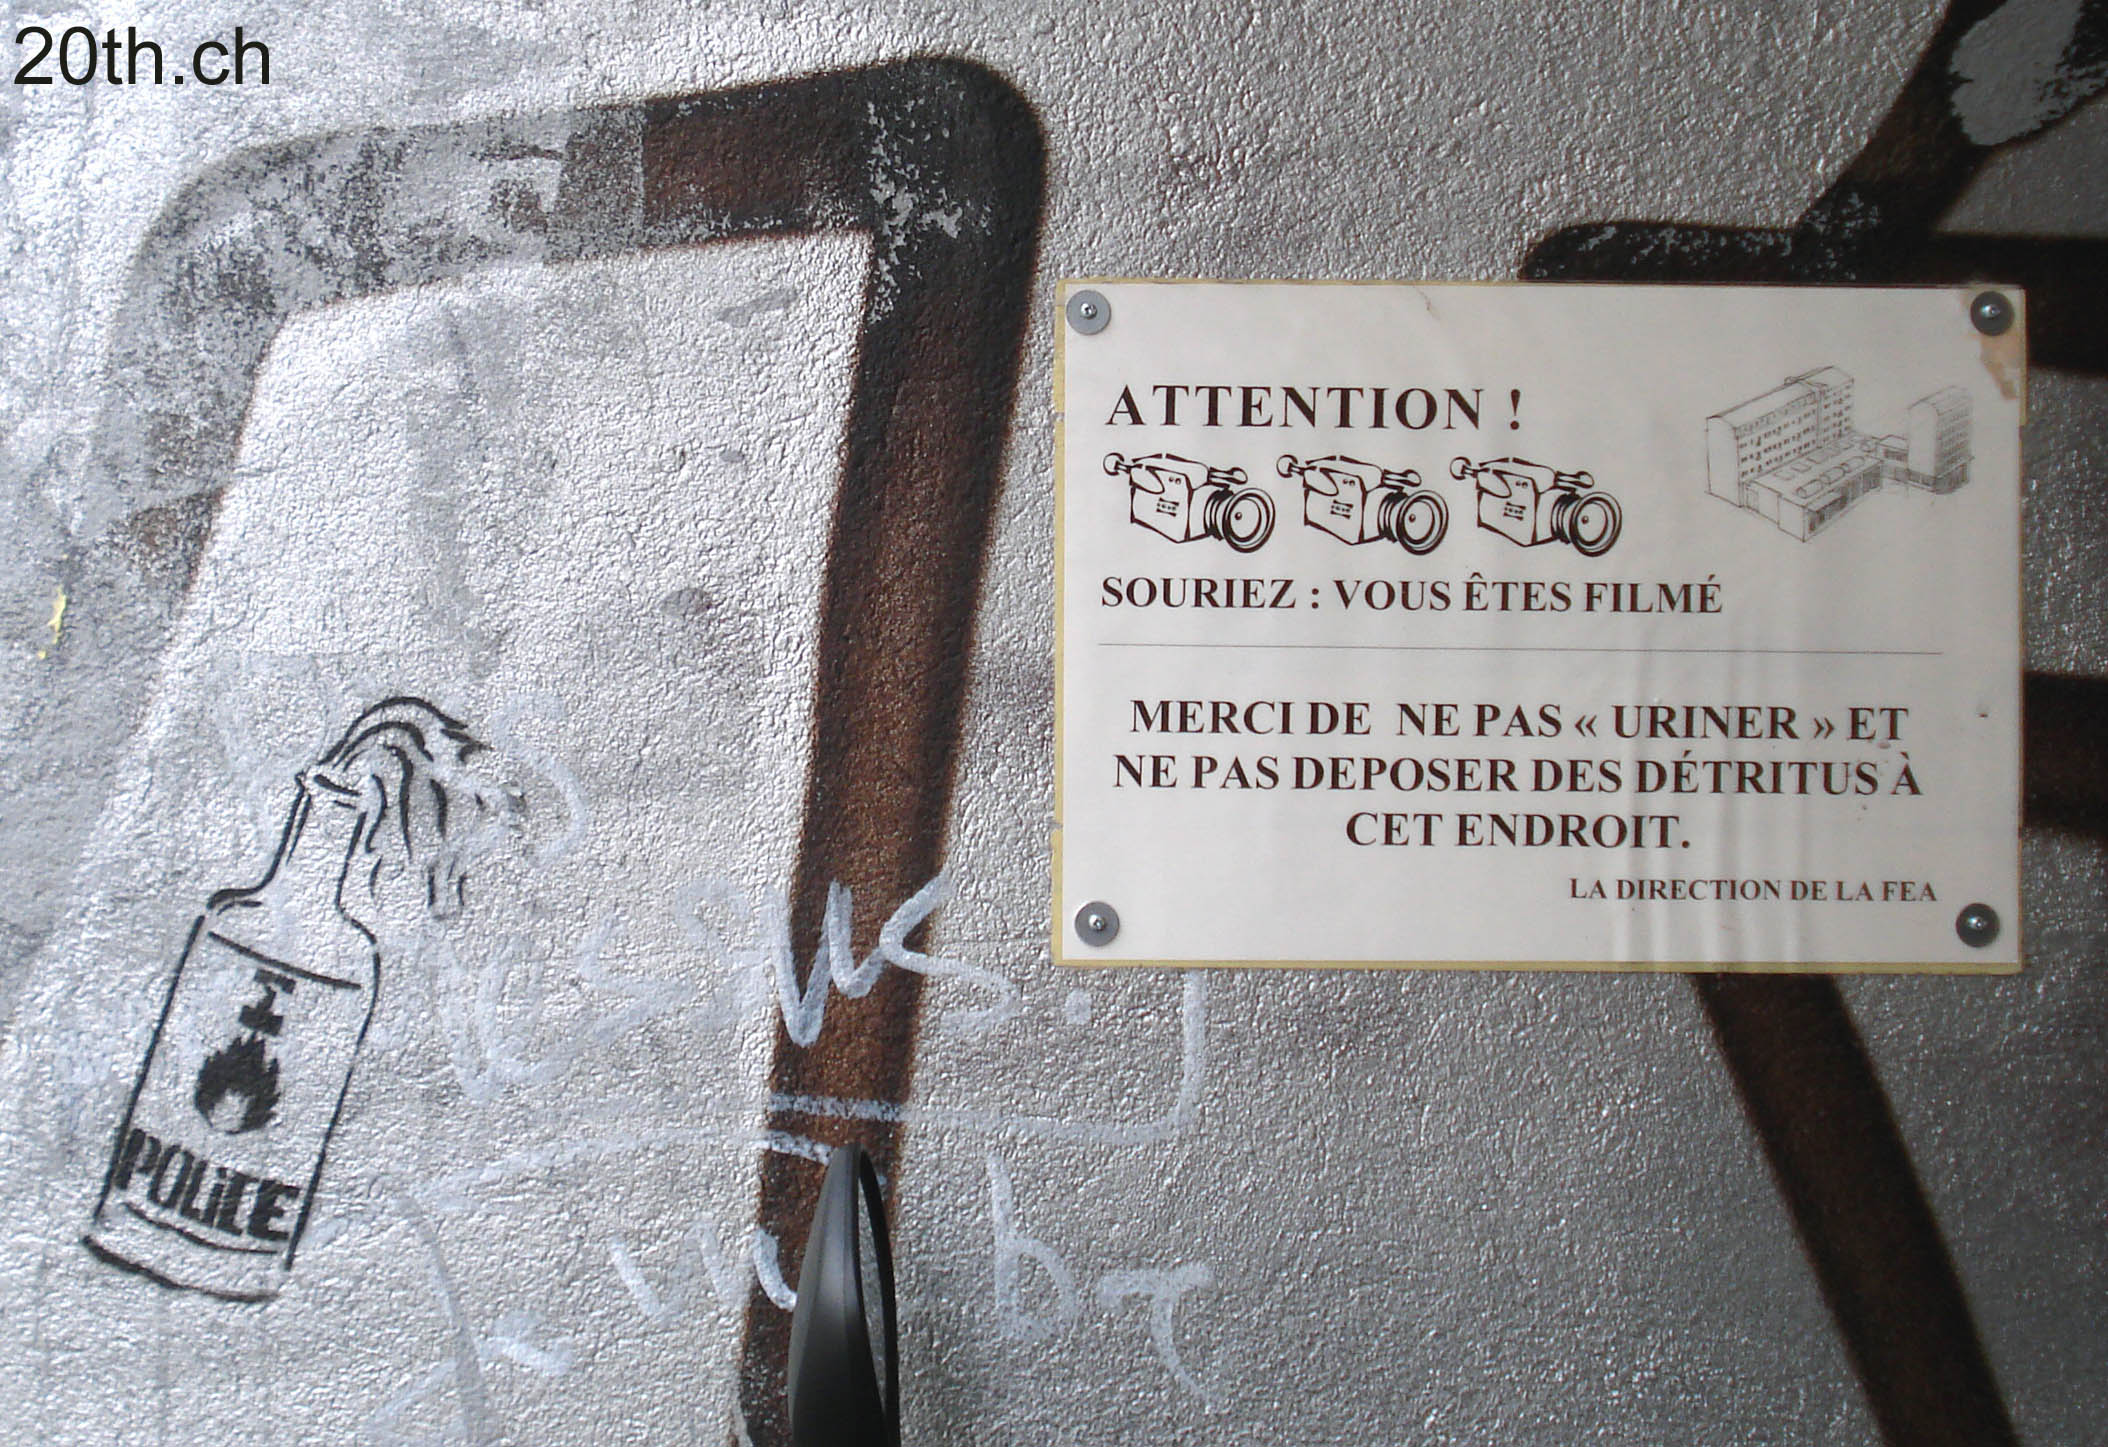 20th.ch
ATTENTION !
SOURIEZ : VOUS ÊTES FILMÉ
MERCI DE NE PAS « URINER » ET
NE PAS DEPOSER DES DÉTRITUS À
CET ENDROIT.
LA DIRECTION DE LA FEA
POLICE